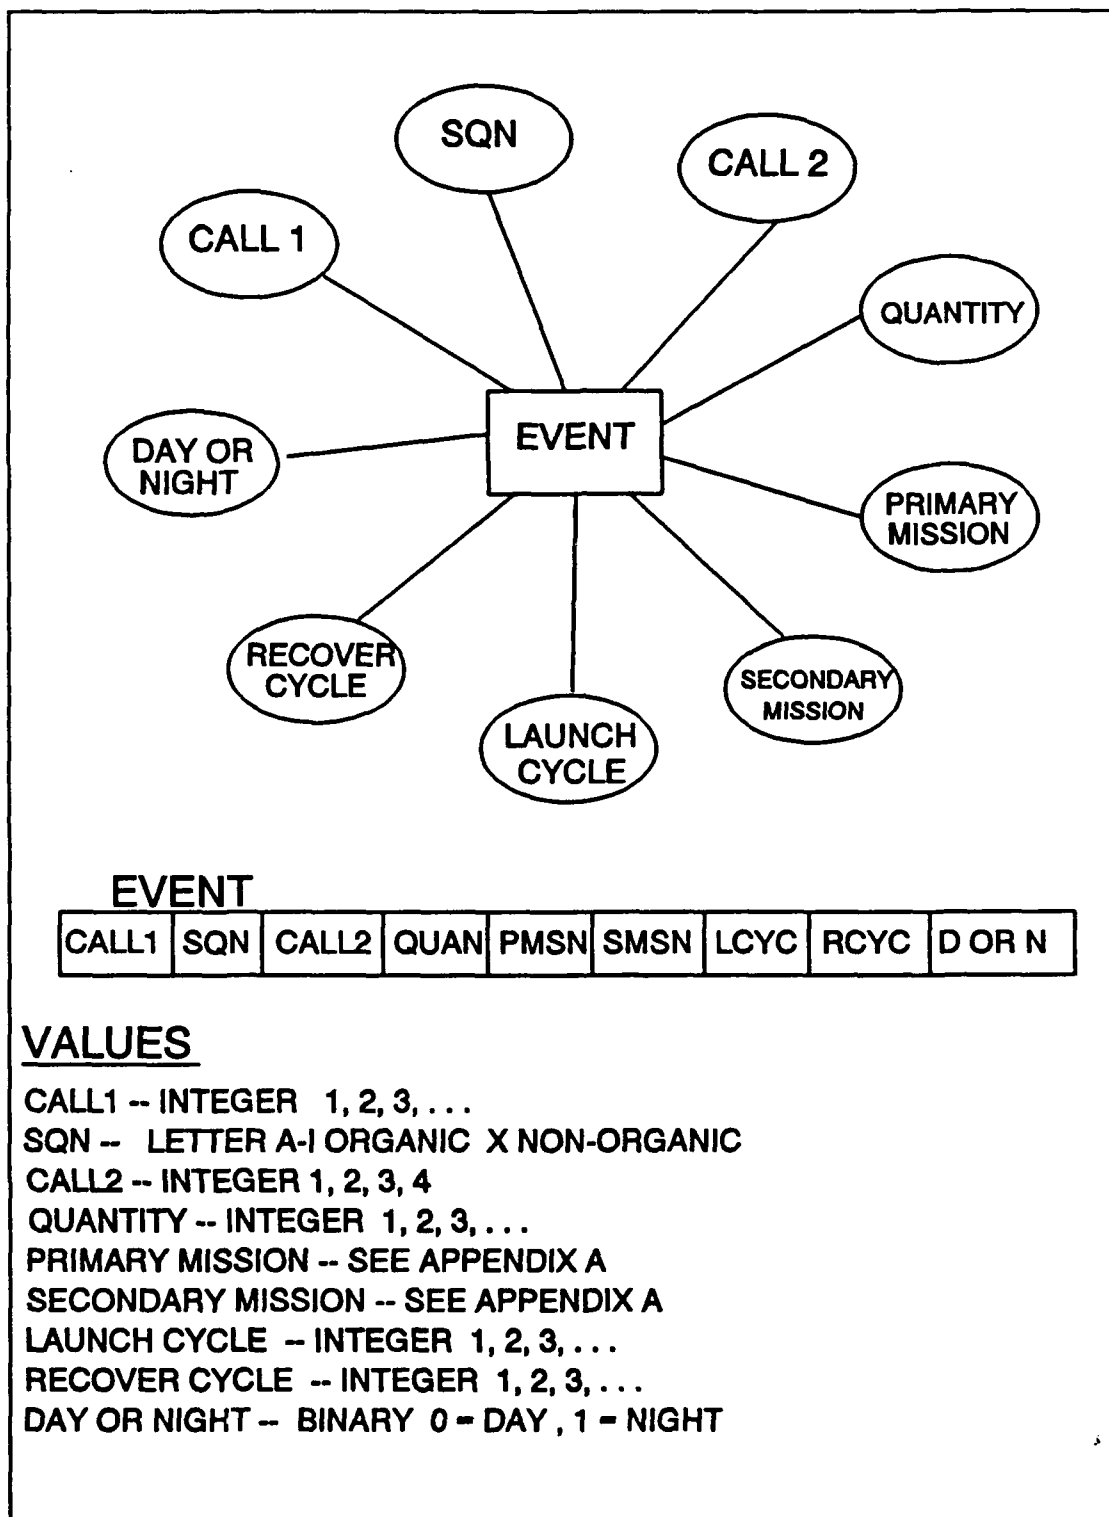 SQN
CALL 2
CALL 1
QUANTITY
EVENT
DAY OR
NIGHT
PRIMARY
MISSION
RECOVER
CYCLE
SECONDARY
MISSION
LAUNCH
CYCLE
EVENT
CALL1 SQN CALL2 QUAN PMSN SMSN LCYC RCYC D OR N
VALUES
CALL1 -- INTEGER 1, 2, 3, . . .
SQN -- LETTER A-I ORGANIC X NON-ORGANIC
CALL2 -- INTEGER 1, 2, 3, 4
QUANTITY -- INTEGER 1, 2, 3, . . .
PRIMARY MISSION -- SEE APPENDIX A
SECONDARY MISSION -- SEE APPENDIX A
LAUNCH CYCLE -- INTEGER 1, 2, 3, . . .
RECOVER CYCLE -- INTEGER 1, 2, 3, . . .
DAY OR NIGHT -- BINARY 0 = DAY , 1 = NIGHT